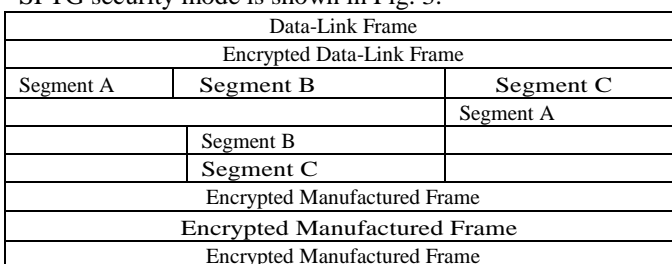 SPTG security mode is shown in Fig. 3.
Data-Link Frame
Encrypted Data-Link Frame
Segment A Segment B Segment C
Segment A
Segment B
Segment C
Encrypted Manufactured Frame
Encrypted Manufactured Frame
Encrypted Manufactured Frame